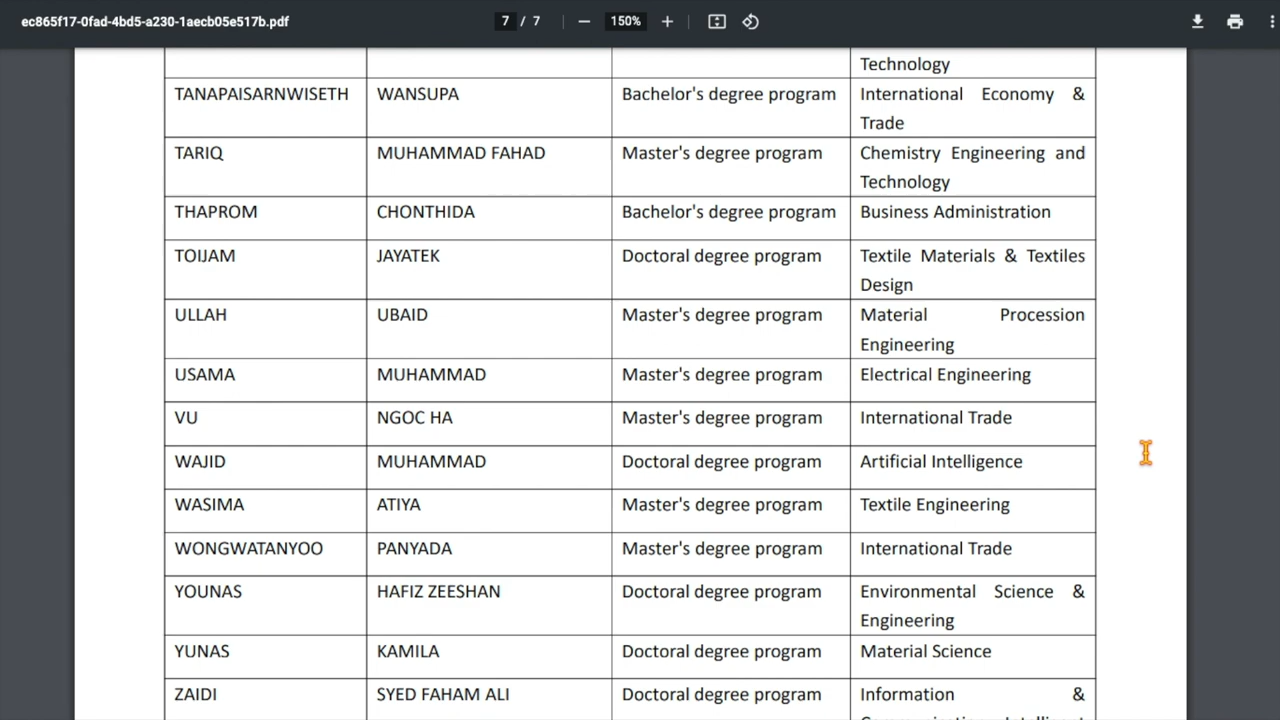 ec865f17-0fad-4bd5-a230-1aecb05e517b.pdf
7 / 7
150%
Technology
TANAPAISARNWISETH WANSUPA Bachelor's degree program International Economy &
Trade
TARIQ MUHAMMAD FAHAD Master's degree program Chemistry Engineering and
Technology
THAPROM CHONTHIDA Bachelor's degree program Business Administration
TOIJAM JAYATEK Doctoral degree program Textile Materials & Textiles
Design
ULLAH UBAID Master's degree program Material Procession
Engineering
USAMA MUHAMMAD Master's degree program Electrical Engineering
VU NGOC HA Master's degree program International Trade
WAJID MUHAMMAD Doctoral degree program Artificial Intelligence
WASIMA ATIYA Master's degree program Textile Engineering
WONGWATANYOO PANYADA Master's degree program International Trade
YOUNAS HAFIZ ZEESHAN Doctoral degree program Environmental Science &
Engineering
YUNAS KAMILA Doctoral degree program Material Science
ZAIDI SYED FAHAM ALI Doctoral degree program Information &